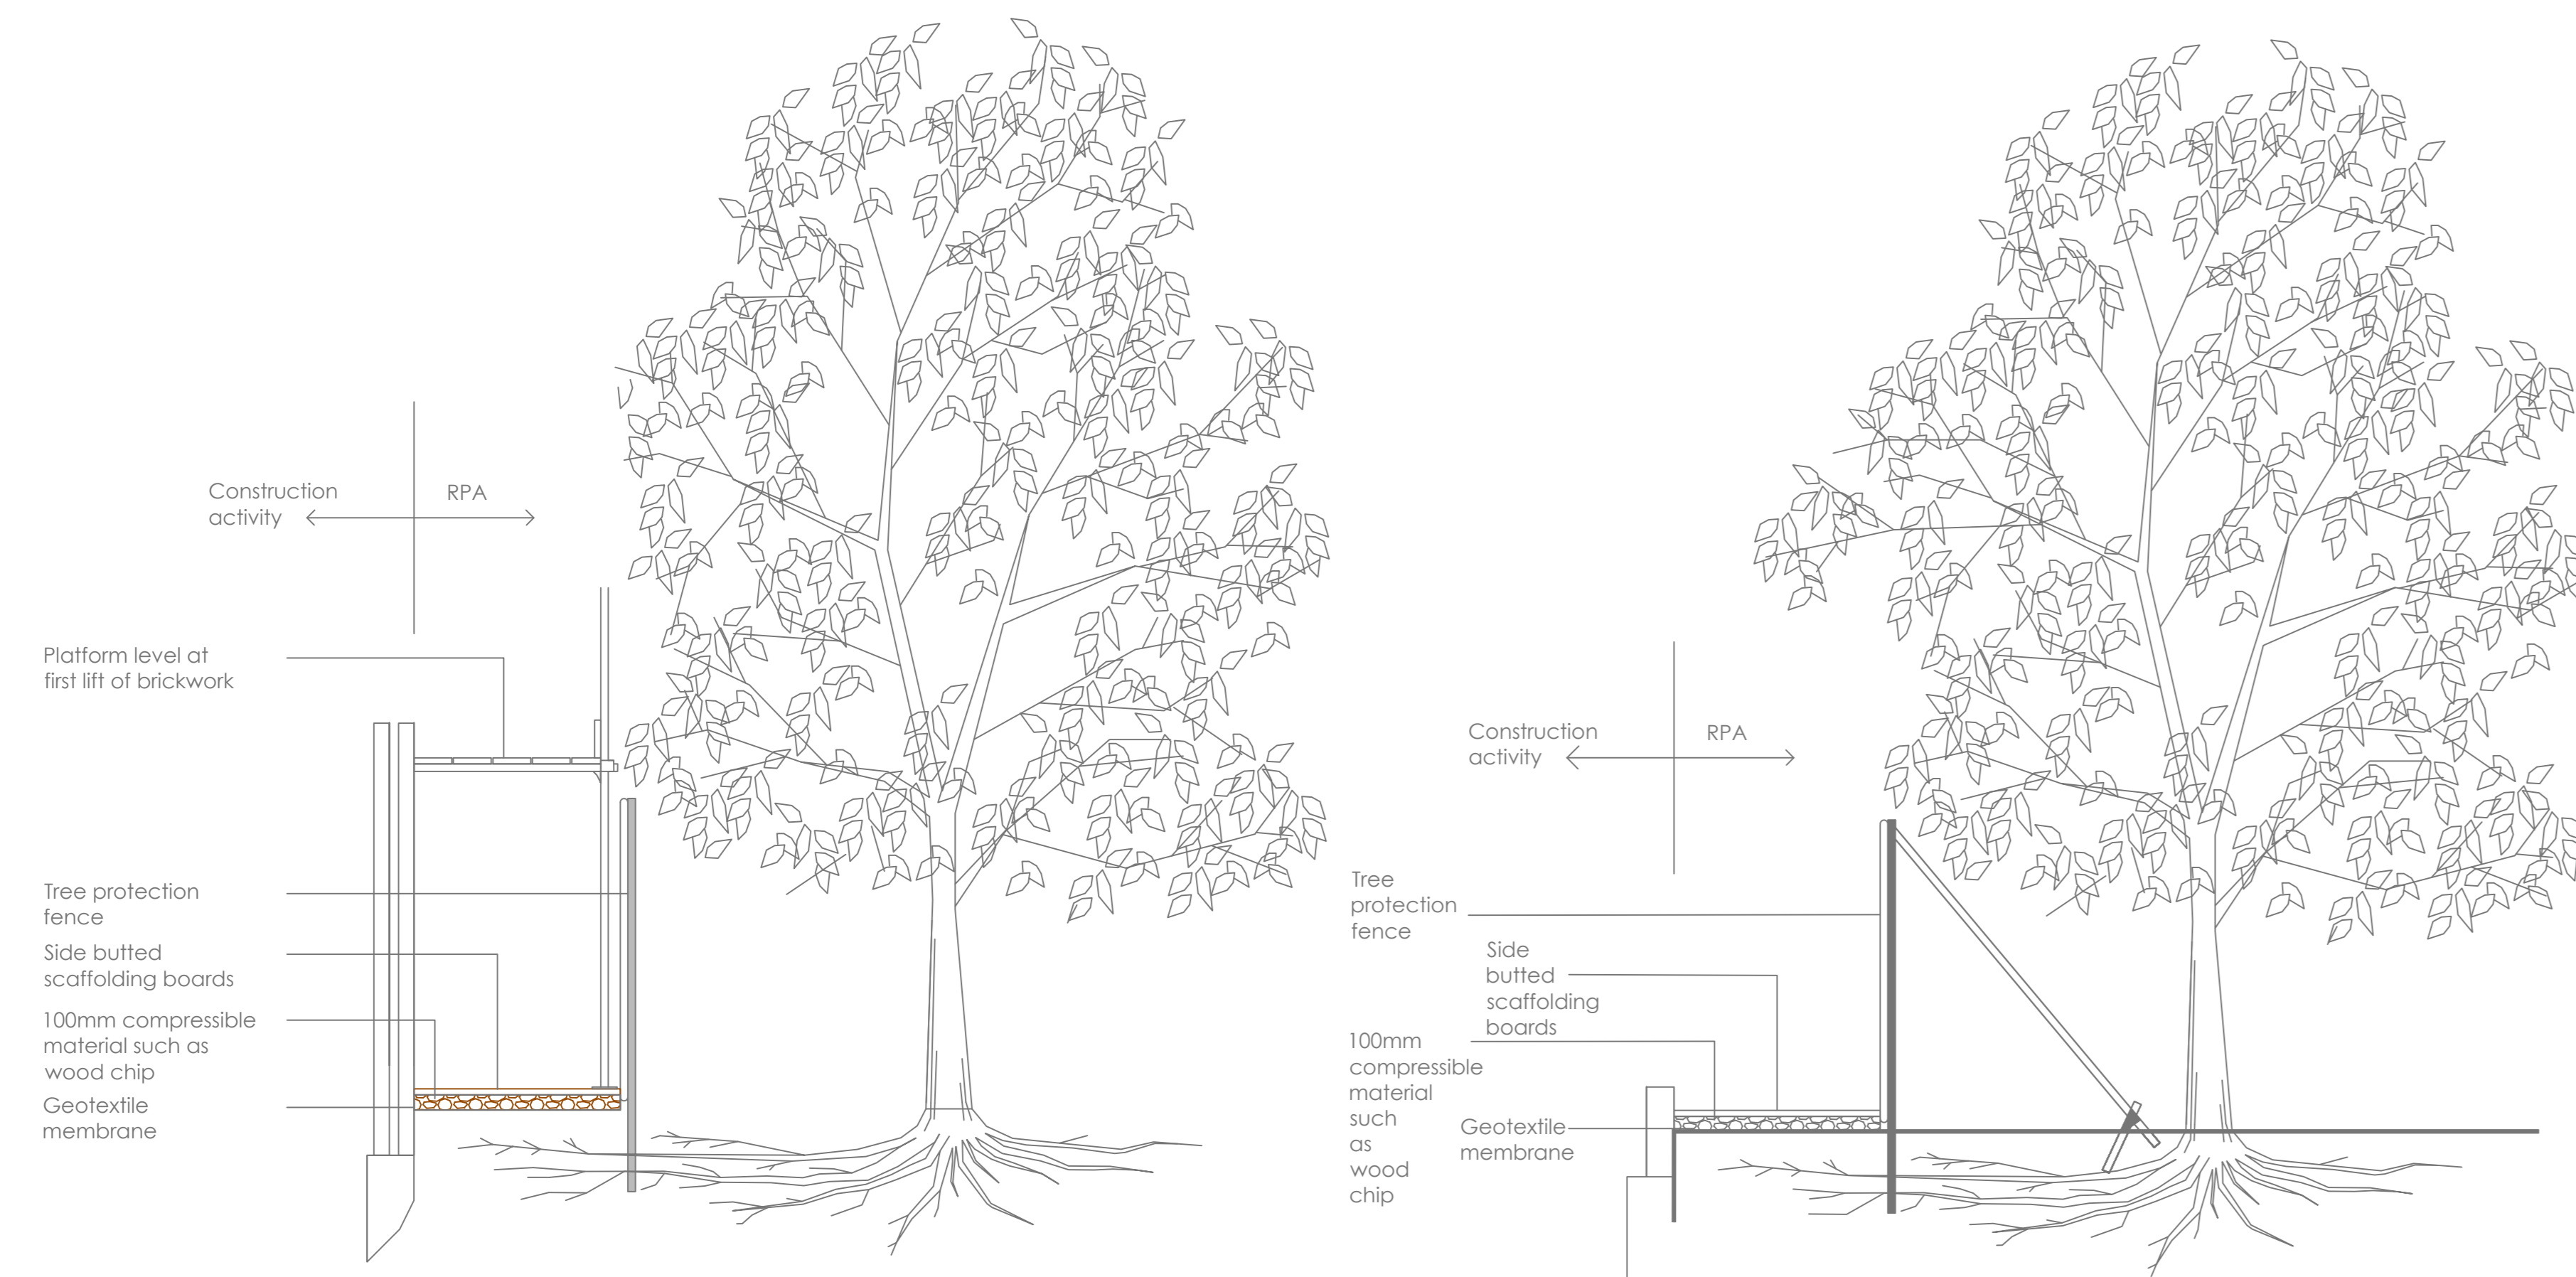 Construction
activity
RPA
Platform level at
first lift of brickwork
Tree protection
fence
Side butted
scaffolding boards
100mm compressible
material such as
wood chip
Geotextile
membrane
Construction
activity
RPA
Tree
protection
fence
Side
butted
scaffolding
boards
100mm
compressible
material
such
as
wood
chip
Geotextile
membrane